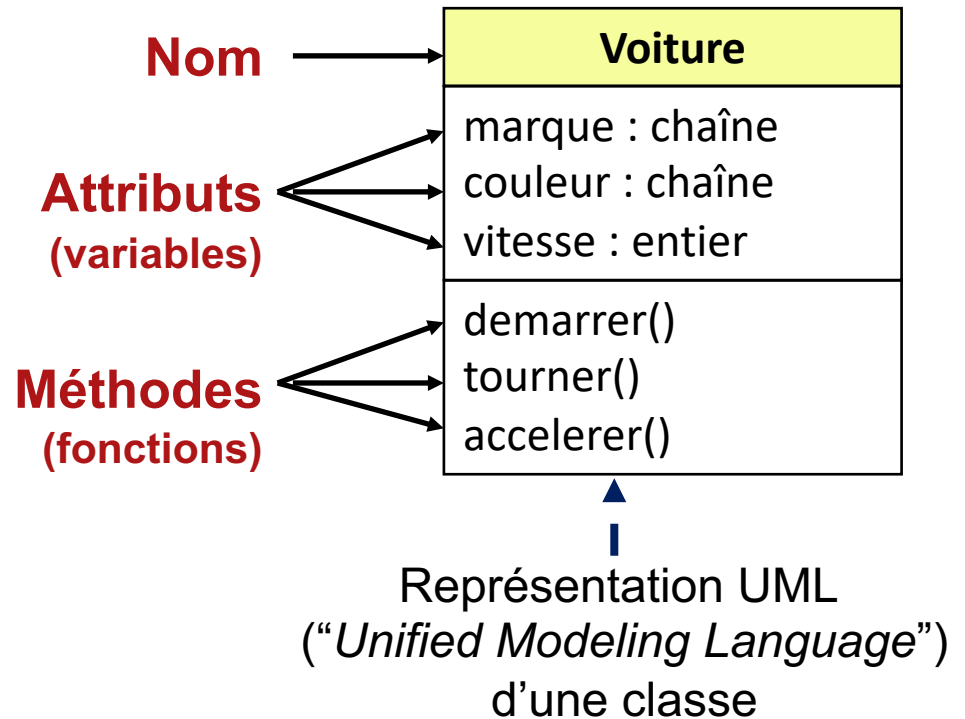 Nom
Voiture
Attributs
(variables)
marque : chaîne
couleur : chaîne
vitesse : entier
Méthodes
(fonctions)
demarrer()
tourner()
accelerer()
Représentation UML
(“Unified Modeling Language”)
d’une classe